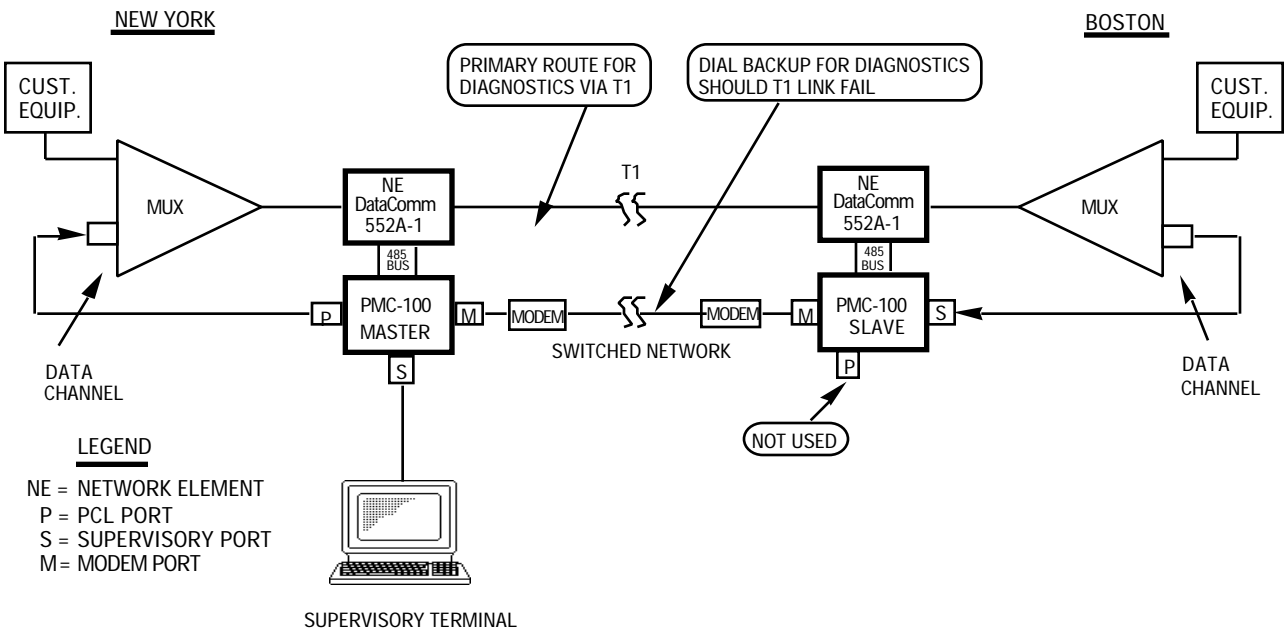 NEW YORK
BOSTON
CUST.
EQUIP.
PRIMARY ROUTE FOR
DIAGNOSTICS VIA T1
DIAL BACKUP FOR DIAGNOSTICS
SHOULD T1 LINK FAIL
CUST.
EQUIP.
MUX
NE
DataComm
552A-1
T1
NE
DataComm
552A-1
MUX
485
BUS
485
BUS
P
PMC-100
MASTER
M
MODEM
MODEM
M
PMC-100
SLAVE
S
SWITCHED NETWORK
S
P
DATA
CHANNEL
DATA
CHANNEL
NOT USED
LEGEND
NE = NETWORK ELEMENT
P = PCL PORT
S = SUPERVISORY PORT
M= MODEM PORT
SUPERVISORY TERMINAL